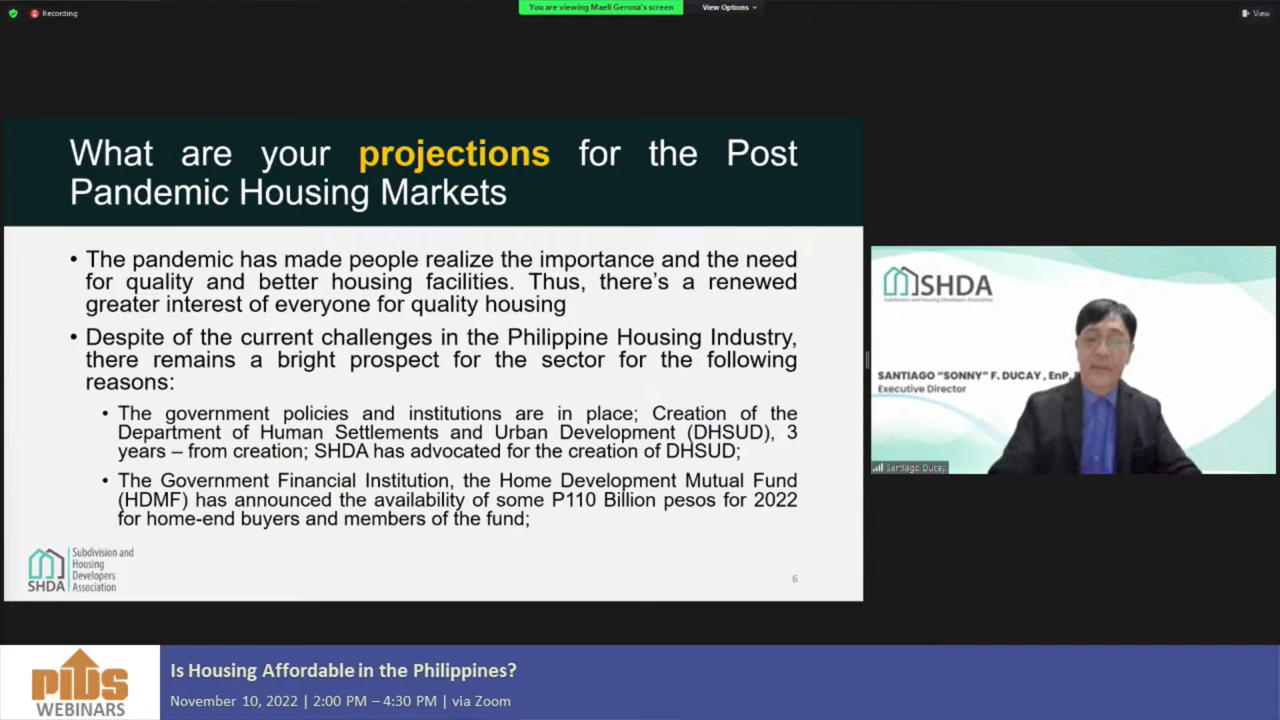 Recording
You are viewing Maeli Gerona's screen
View Options
View
What are your projections for the Post
Pandemic Housing Markets
• The pandemic has made people realize the importance and the need
for quality and better housing facilities. Thus, there's a renewed
greater interest of everyone for quality housing
• Despite of the current challenges in the Philippine Housing Industry,
there remains a bright prospect for the sector for the following
reasons:
• The government policies and institutions are in place; Creation of the
Department of Human Settlements and Urban Development (DHSUD), 3
years – from creation; SHDA has advocated for the creation of DHSUD;
• The Government Financial Institution, the Home Development Mutual Fund
(HDMF) has announced the availability of some P110 Billion pesos for 2022
for home-end buyers and members of the fund;
SHDA
Subdivision and
Housing
Developers
Association
6
SHDA
Subdivision and Housing Developers Association
SANTIAGO "SONNY" F. DUCAY , EnP,
Executive Director
Santiago Ducay
PIDS
WEBINARS
Is Housing Affordable in the Philippines?
November 10, 2022 | 2:00 PM – 4:30 PM | via Zoom